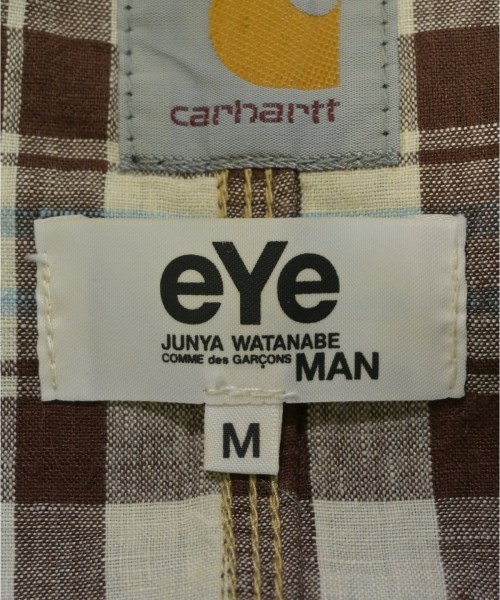 carhartt
eYe
JUNYA WATANABE
COMME des GARÇONS MAN
M